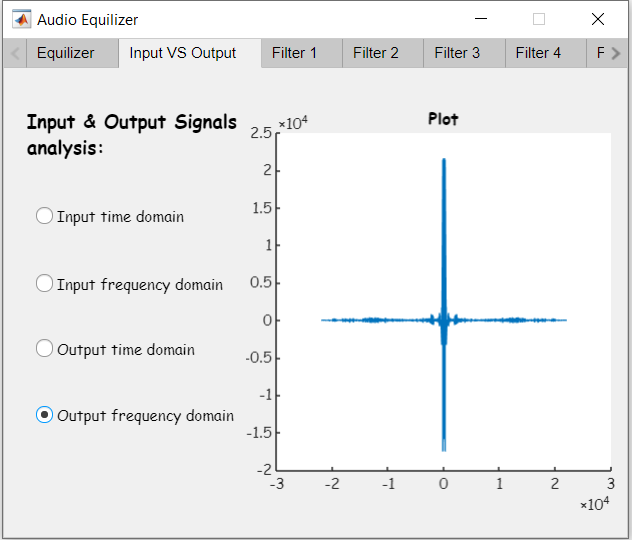 Audio Equilizer
Equilizer
Input VS Output
Filter 1
Filter 2
Filter 3
Filter 4
F
Input & Output Signals
analysis:
Input time domain
Input frequency domain
Output time domain
Output frequency domain
Plot
×10⁴
2.5
2
1.5
1
0.5
0
-0.5
-1
-1.5
-2
-3 -2 -1 0 1 2 3
×10⁴